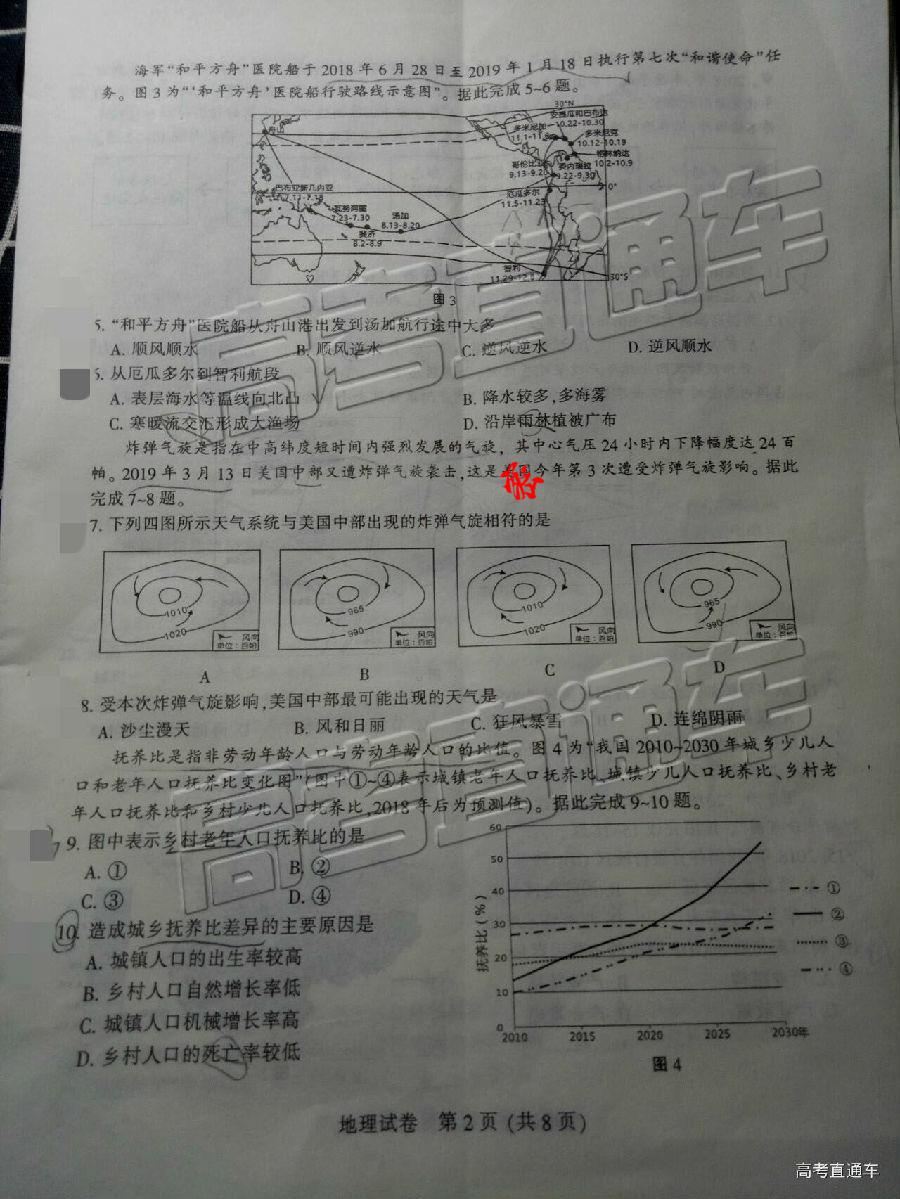 海军“和平方舟”医院船于2018年6月28日至2019年1月18日执行第七次“和谐使命”任
务。图3为“‘和平方舟’医院船行驶路线示意图”。据此完成5~6题。
30°N
安提瓜和巴布达
10.22-10.30
多米尼加
11.1-11.
多米尼克
10.12-10.18
舟山
格林纳达
10.2-10.9
哥伦比亚
9.13-9.2
委内瑞拉
9.22-9.30
0°
巴布亚新几内亚
7.12-7.1
厄瓜多尔
11.5-11.23
瓦努阿图
7.23-7.30
汤加
8.13-8.20
斐济
8.2-8.9
智利
11.29-12.
30°S
图3
5.“和平方舟”医院船从舟山港出发到汤加航行途中大多
A. 顺风顺水 B. 顺风逆水 C. 逆风逆水 D. 逆风顺水
6. 从厄瓜多尔到智利航段
A. 表层海水等温线向北凸 B. 降水较多,多海雾
C. 寒暖流交汇形成大渔场 D. 沿岸雨林植被广布
炸弹气旋是指在中高纬度短时间内强烈发展的气旋，其中心气压24小时内下降幅度达24百
帕。2019年3月13日美国中部又遭炸弹气旋袭击,这是 国今年第3次遭受炸弹气旋影响。据此
完成7~8题。
7. 下列四图所示天气系统与美国中部出现的炸弹气旋相符的是
1010 1020 风向 单位：百帕
965 990 风向 单位：百帕
1010 1020 风向 单位：百帕
965 990 风向 单位：百帕
A B C D
8. 受本次炸弹气旋影响,美国中部最可能出现的天气是
A. 沙尘漫天 B. 风和日丽 C. 狂风暴雪 D. 连绵阴雨
抚养比是指非劳动年龄人口与劳动年龄人口的比值。图4为“我国2010~2030年城乡少儿人
口和老年人口抚养比变化图”(图中①~④表示城镇老年人口抚养比、城镇少儿人口抚养比、乡村老
年人口抚养比和乡村少儿人口抚养比,2018年后为预测值)。据此完成9~10题。
9. 图中表示乡村老年人口抚养比的是
A. ① B. ②
C. ③ D. ④
10. 造成城乡抚养比差异的主要原因是
A. 城镇人口的出生率较高
B. 乡村人口自然增长率低
C. 城镇人口机械增长率高
D. 乡村人口的死亡率较低
抚养比(%)
60
50
40
30
20
10
0
2010 2015 2020 2025 2030年
①
②
③
④
图4
地理试卷 第2页(共8页)
高考直通车
高考直通车
高考直通车